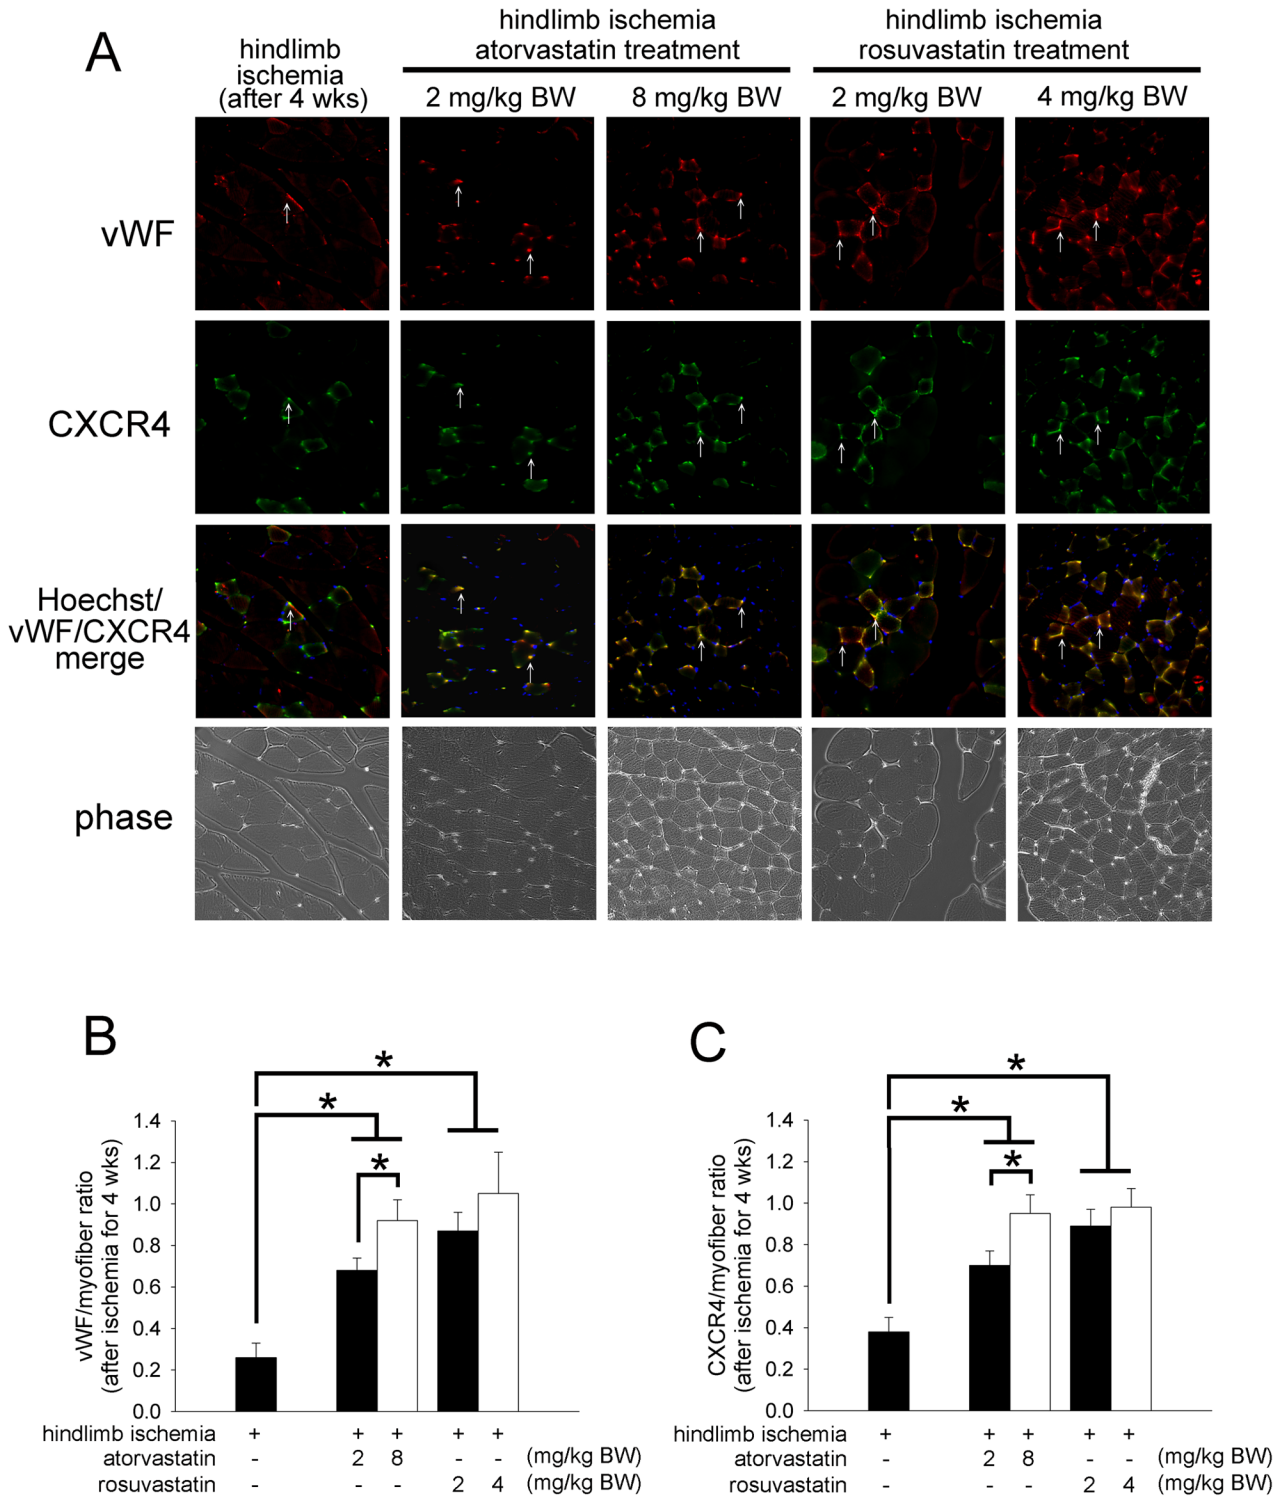 A
hindlimb
ischemia
(after 4 wks)
hindlimb ischemia
atorvastatin treatment
hindlimb ischemia
rosuvastatin treatment
2 mg/kg BW
8 mg/kg BW
2 mg/kg BW
4 mg/kg BW
vWF
CXCR4
Hoechst/
vWF/CXCR4
merge
phase
B
vWF/myofiber ratio
(after ischemia for 4 wks)
1.4
1.2
1.0
0.8
0.6
0.4
0.2
0.0
*
*
*
hindlimb ischemia + + + + +
atorvastatin - 2 8 - - (mg/kg BW)
rosuvastatin - - - 2 4 (mg/kg BW)
C
CXCR4/myofiber ratio
(after ischemia for 4 wks)
1.4
1.2
1.0
0.8
0.6
0.4
0.2
0.0
*
*
*
hindlimb ischemia + + + + +
atorvastatin - 2 8 - - (mg/kg BW)
rosuvastatin - - - 2 4 (mg/kg BW)